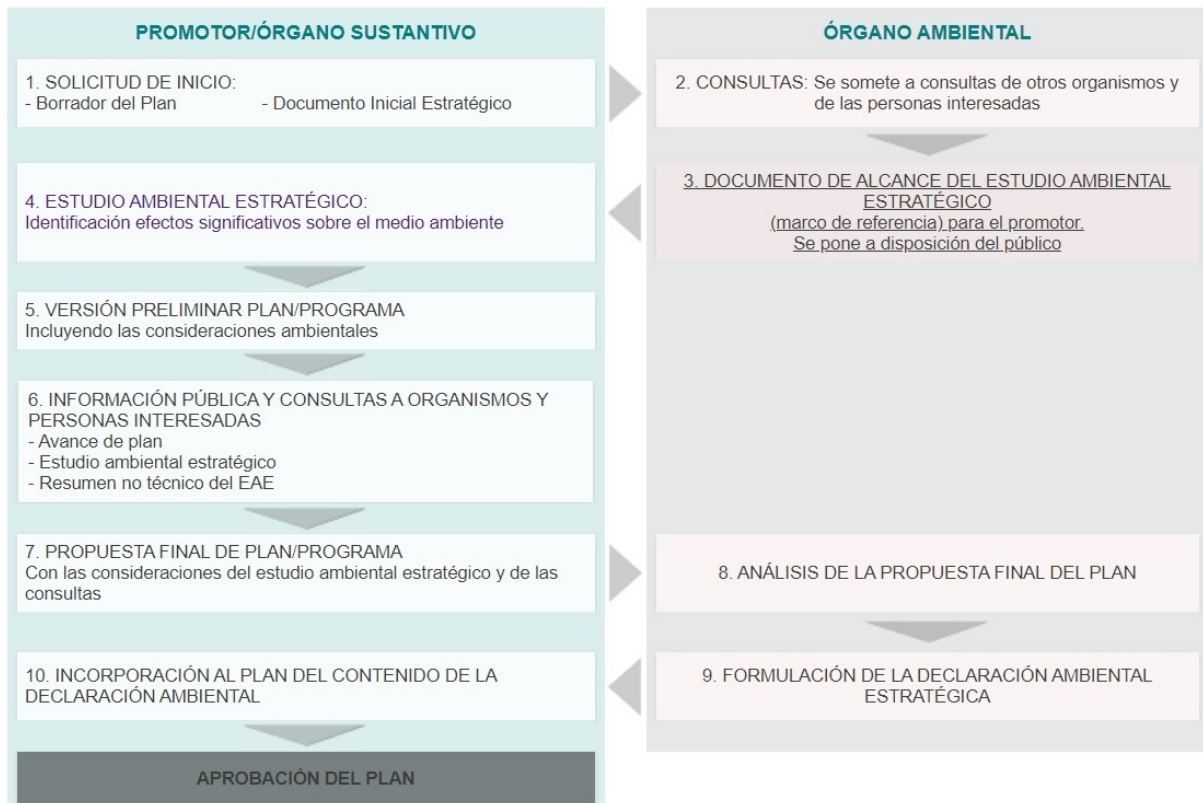 PROMOTOR/ÓRGANO SUSTANTIVO
ÓRGANO AMBIENTAL
1. SOLICITUD DE INICIO:
- Borrador del Plan - Documento Inicial Estratégico
2. CONSULTAS: Se somete a consultas de otros organismos y
de las personas interesadas
3. DOCUMENTO DE ALCANCE DEL ESTUDIO AMBIENTAL
ESTRATÉGICO
(marco de referencia) para el promotor.
Se pone a disposición del público
4. ESTUDIO AMBIENTAL ESTRATÉGICO:
Identificación efectos significativos sobre el medio ambiente
5. VERSIÓN PRELIMINAR PLAN/PROGRAMA
Incluyendo las consideraciones ambientales
6. INFORMACIÓN PÚBLICA Y CONSULTAS A ORGANISMOS Y
PERSONAS INTERESADAS
- Avance de plan
- Estudio ambiental estratégico
- Resumen no técnico del EAE
7. PROPUESTA FINAL DE PLAN/PROGRAMA
Con las consideraciones del estudio ambiental estratégico y de las
consultas
8. ANÁLISIS DE LA PROPUESTA FINAL DEL PLAN
9. FORMULACIÓN DE LA DECLARACIÓN AMBIENTAL
ESTRATÉGICA
10. INCORPORACIÓN AL PLAN DEL CONTENIDO DE LA
DECLARACIÓN AMBIENTAL
APROBACIÓN DEL PLAN